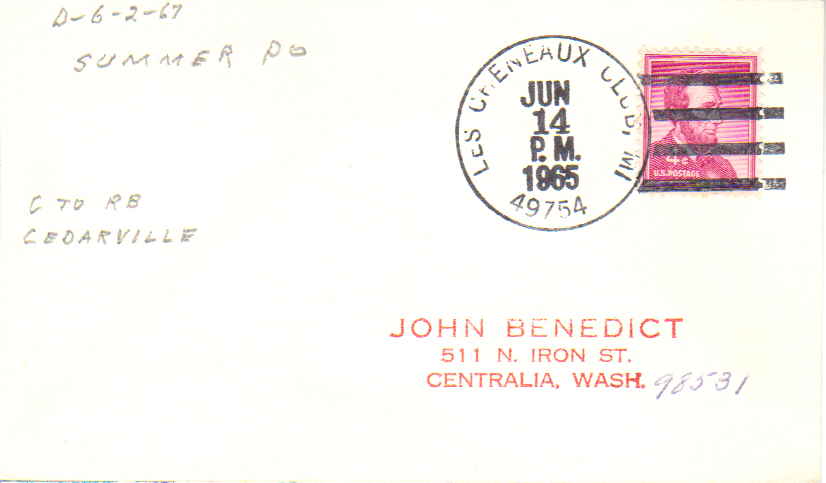 D-6-2-67
SUMMER PO
LES CHENEAUX CLUB, MI
JUN
14
P.M.
1965
49754
4¢
U.S. POSTAGE
C TO RB
CEDARVILLE
JOHN BENEDICT
511 N. IRON ST.
CENTRALIA, WASH. 98531